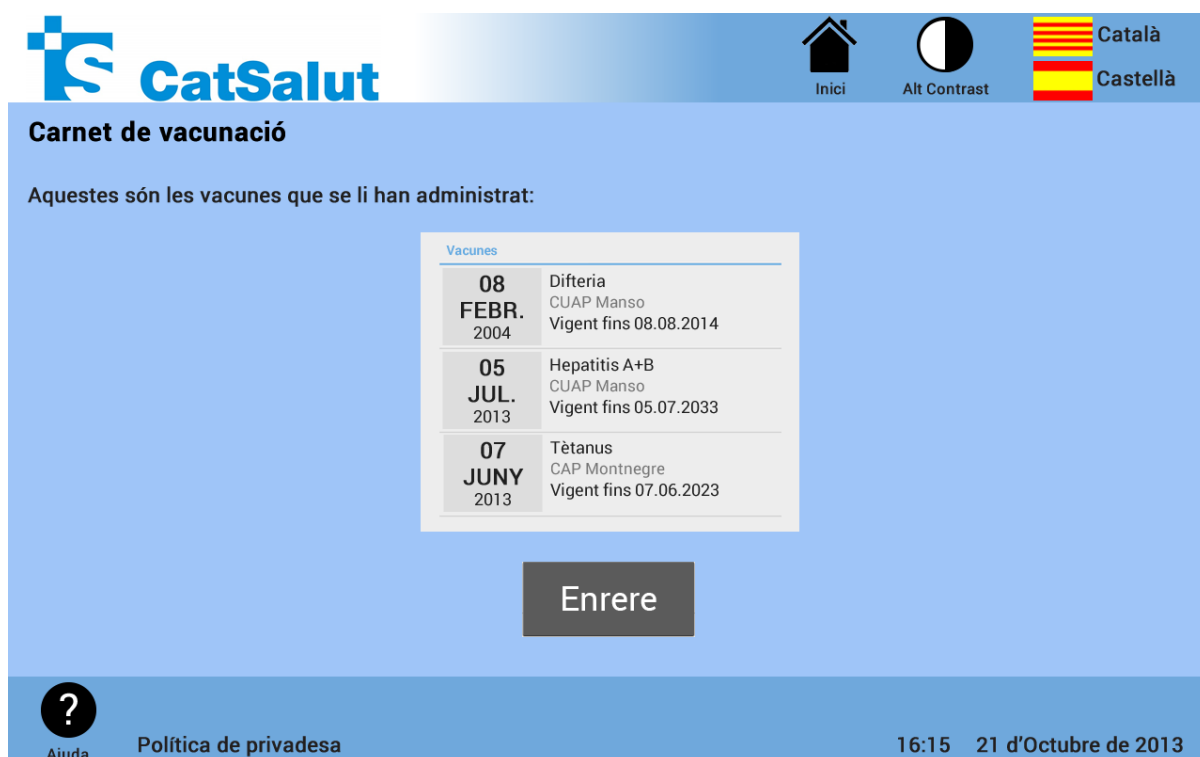 CatSalut
Inici
Alt Contrast
Català
Castellà
Carnet de vacunació
Aquestes són les vacunes que se li han administrat:
Vacunes
08
FEBR.
2004
Difteria
CUAP Manso
Vigent fins 08.08.2014
05
JUL.
2013
Hepatitis A+B
CUAP Manso
Vigent fins 05.07.2033
07
JUNY
2013
Tètanus
CAP Montnegre
Vigent fins 07.06.2023
Enrere
?
Ajuda
Política de privadesa
16:15 21 d'Octubre de 2013